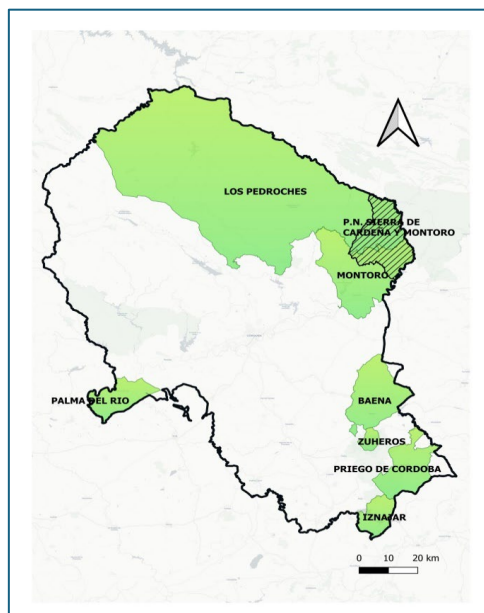 LOS PEDROCHES
P.N. SIERRA DE
CARDEÑA Y MONTORO
MONTORO
PALMA DEL RIO
BAENA
ZUHEROS
PRIEGO DE CORDOBA
IZNAJAR
0 10 20 km